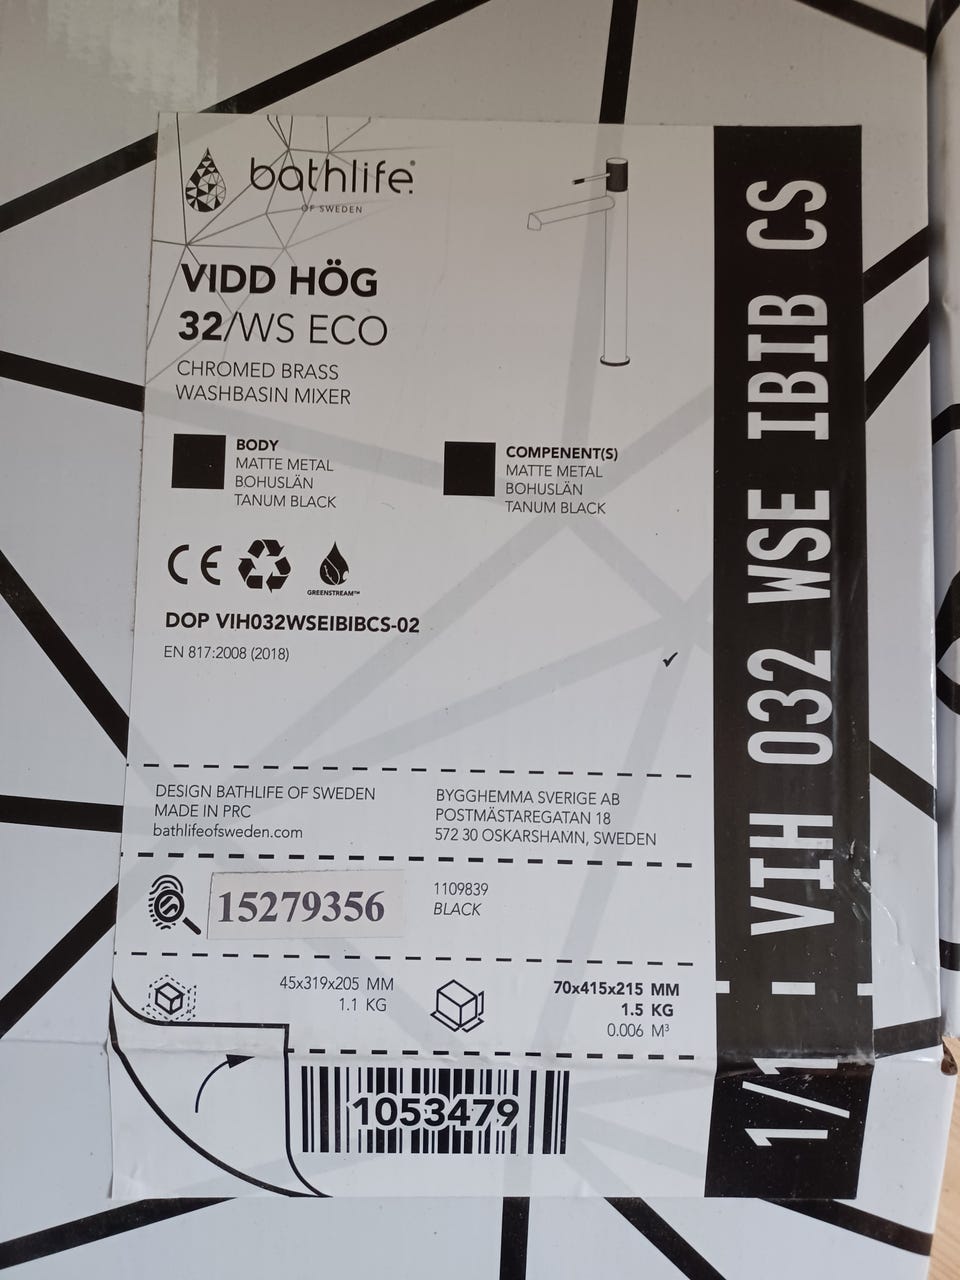 bathlife®
OF SWEDEN
VIDD HÖG
32/WS ECO
CHROMED BRASS
WASHBASIN MIXER
BODY
MATTE METAL
BOHUSLÄN
TANUM BLACK
COMPENENT(S)
MATTE METAL
BOHUSLÄN
TANUM BLACK
CE
GREENSTREAM™
DOP VIH032WSEIBIBCS-02
EN 817:2008 (2018)
DESIGN BATHLIFE OF SWEDEN
MADE IN PRC
bathlifeofsweden.com
BYGGHEMMA SVERIGE AB
POSTMÄSTAREGATAN 18
572 30 OSKARSHAMN, SWEDEN
15279356
1109839
BLACK
45x319x205 MM
1.1 KG
70x415x215 MM
1.5 KG
0.006 M³
1053479
1/1 VIH 032 WSE IBIB CS